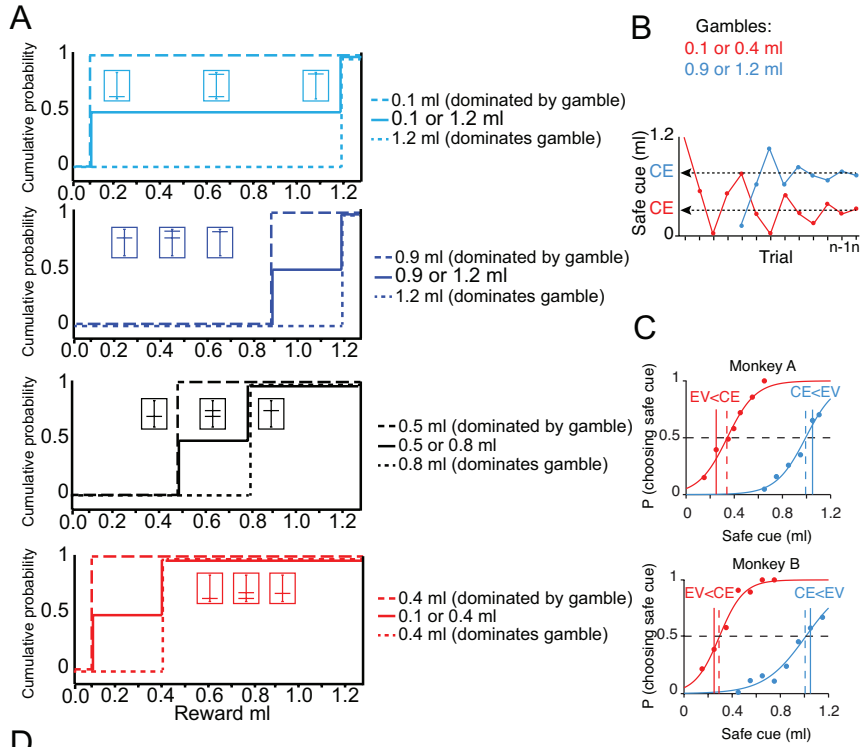 A
Cumulative probability
1
0.5
0
0.0 0.2 0.4 0.6 0.8 1.0 1.2
0.1 ml (dominated by gamble)
0.1 or 1.2 ml
1.2 ml (dominates gamble)
Cumulative probability
1
0.5
0
0.0 0.2 0.4 0.6 0.8 1.0 1.2
0.9 ml (dominated by gamble)
0.9 or 1.2 ml
1.2 ml (dominates gamble)
Cumulative probability
1
0.5
0
0.0 0.2 0.4 0.6 0.8 1.0 1.2
0.5 ml (dominated by gamble)
0.5 or 0.8 ml
0.8 ml (dominates gamble)
Cumulative probability
1
0.5
0
0.0 0.2 0.4 0.6 0.8 1.0 1.2
Reward ml
0.4 ml (dominated by gamble)
0.1 or 0.4 ml
0.4 ml (dominates gamble)
B
Gambles:
0.1 or 0.4 ml
0.9 or 1.2 ml
Safe cue (ml)
1.2
CE
CE
0
Trial
n-1n
C
Monkey A
P (choosing safe cue)
EV<CE
CE<EV
1
0.5
0
0 0.4 0.8 1.2
Safe cue (ml)
Monkey B
P (choosing safe cue)
EV<CE
CE<EV
1
0.5
0
0 0.4 0.8 1.2
Safe cue (ml)
D